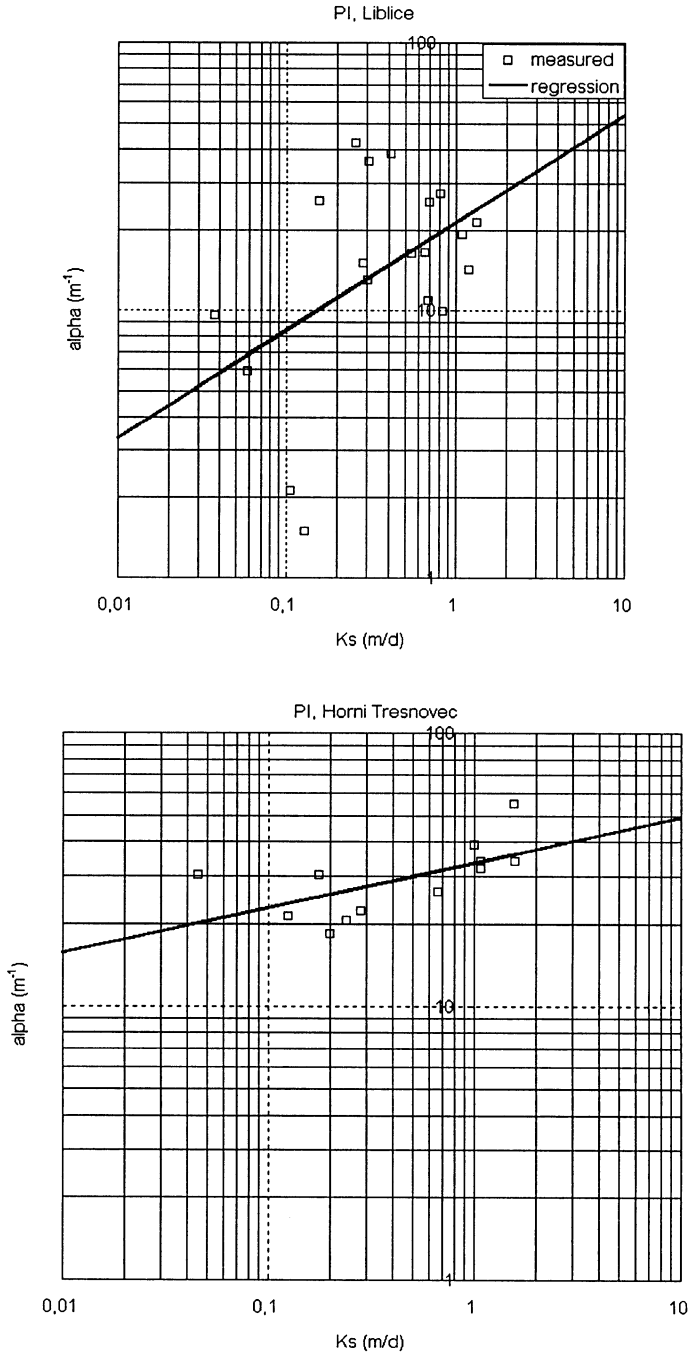 PI, Liblice
100
measured
regression
alpha (m⁻¹)
10
1
0,01 0,1 1 10
Ks (m/d)
PI, Horni Tresnovec
100
alpha (m⁻¹)
10
1
0,01 0,1 1 10
Ks (m/d)